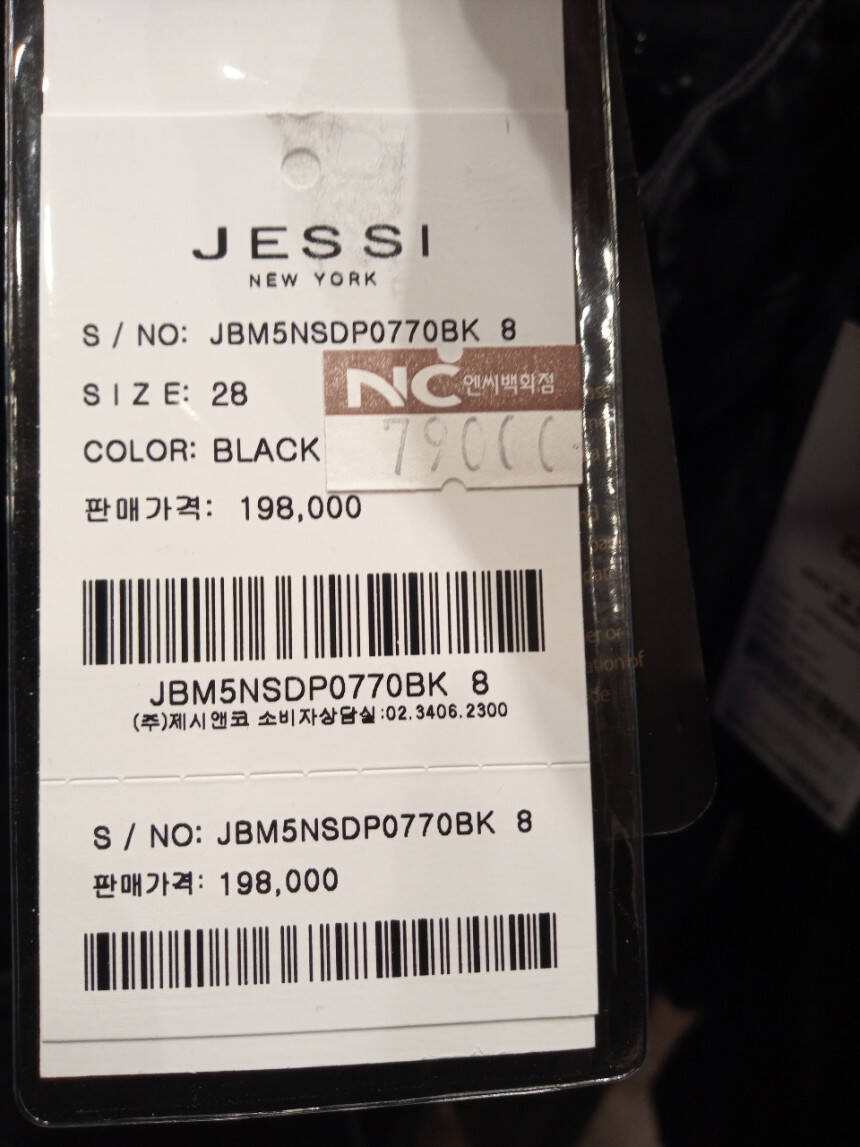 JESSI
NEW YORK
S / NO: JBM5NSDP0770BK 8
NC 엔씨백화점
SIZE: 28
79000
COLOR: BLACK
판매가격: 198,000
JBM5NSDP0770BK 8
(주)제시앤코 소비자상담실:02.3406.2300
S / NO: JBM5NSDP0770BK 8
판매가격: 198,000